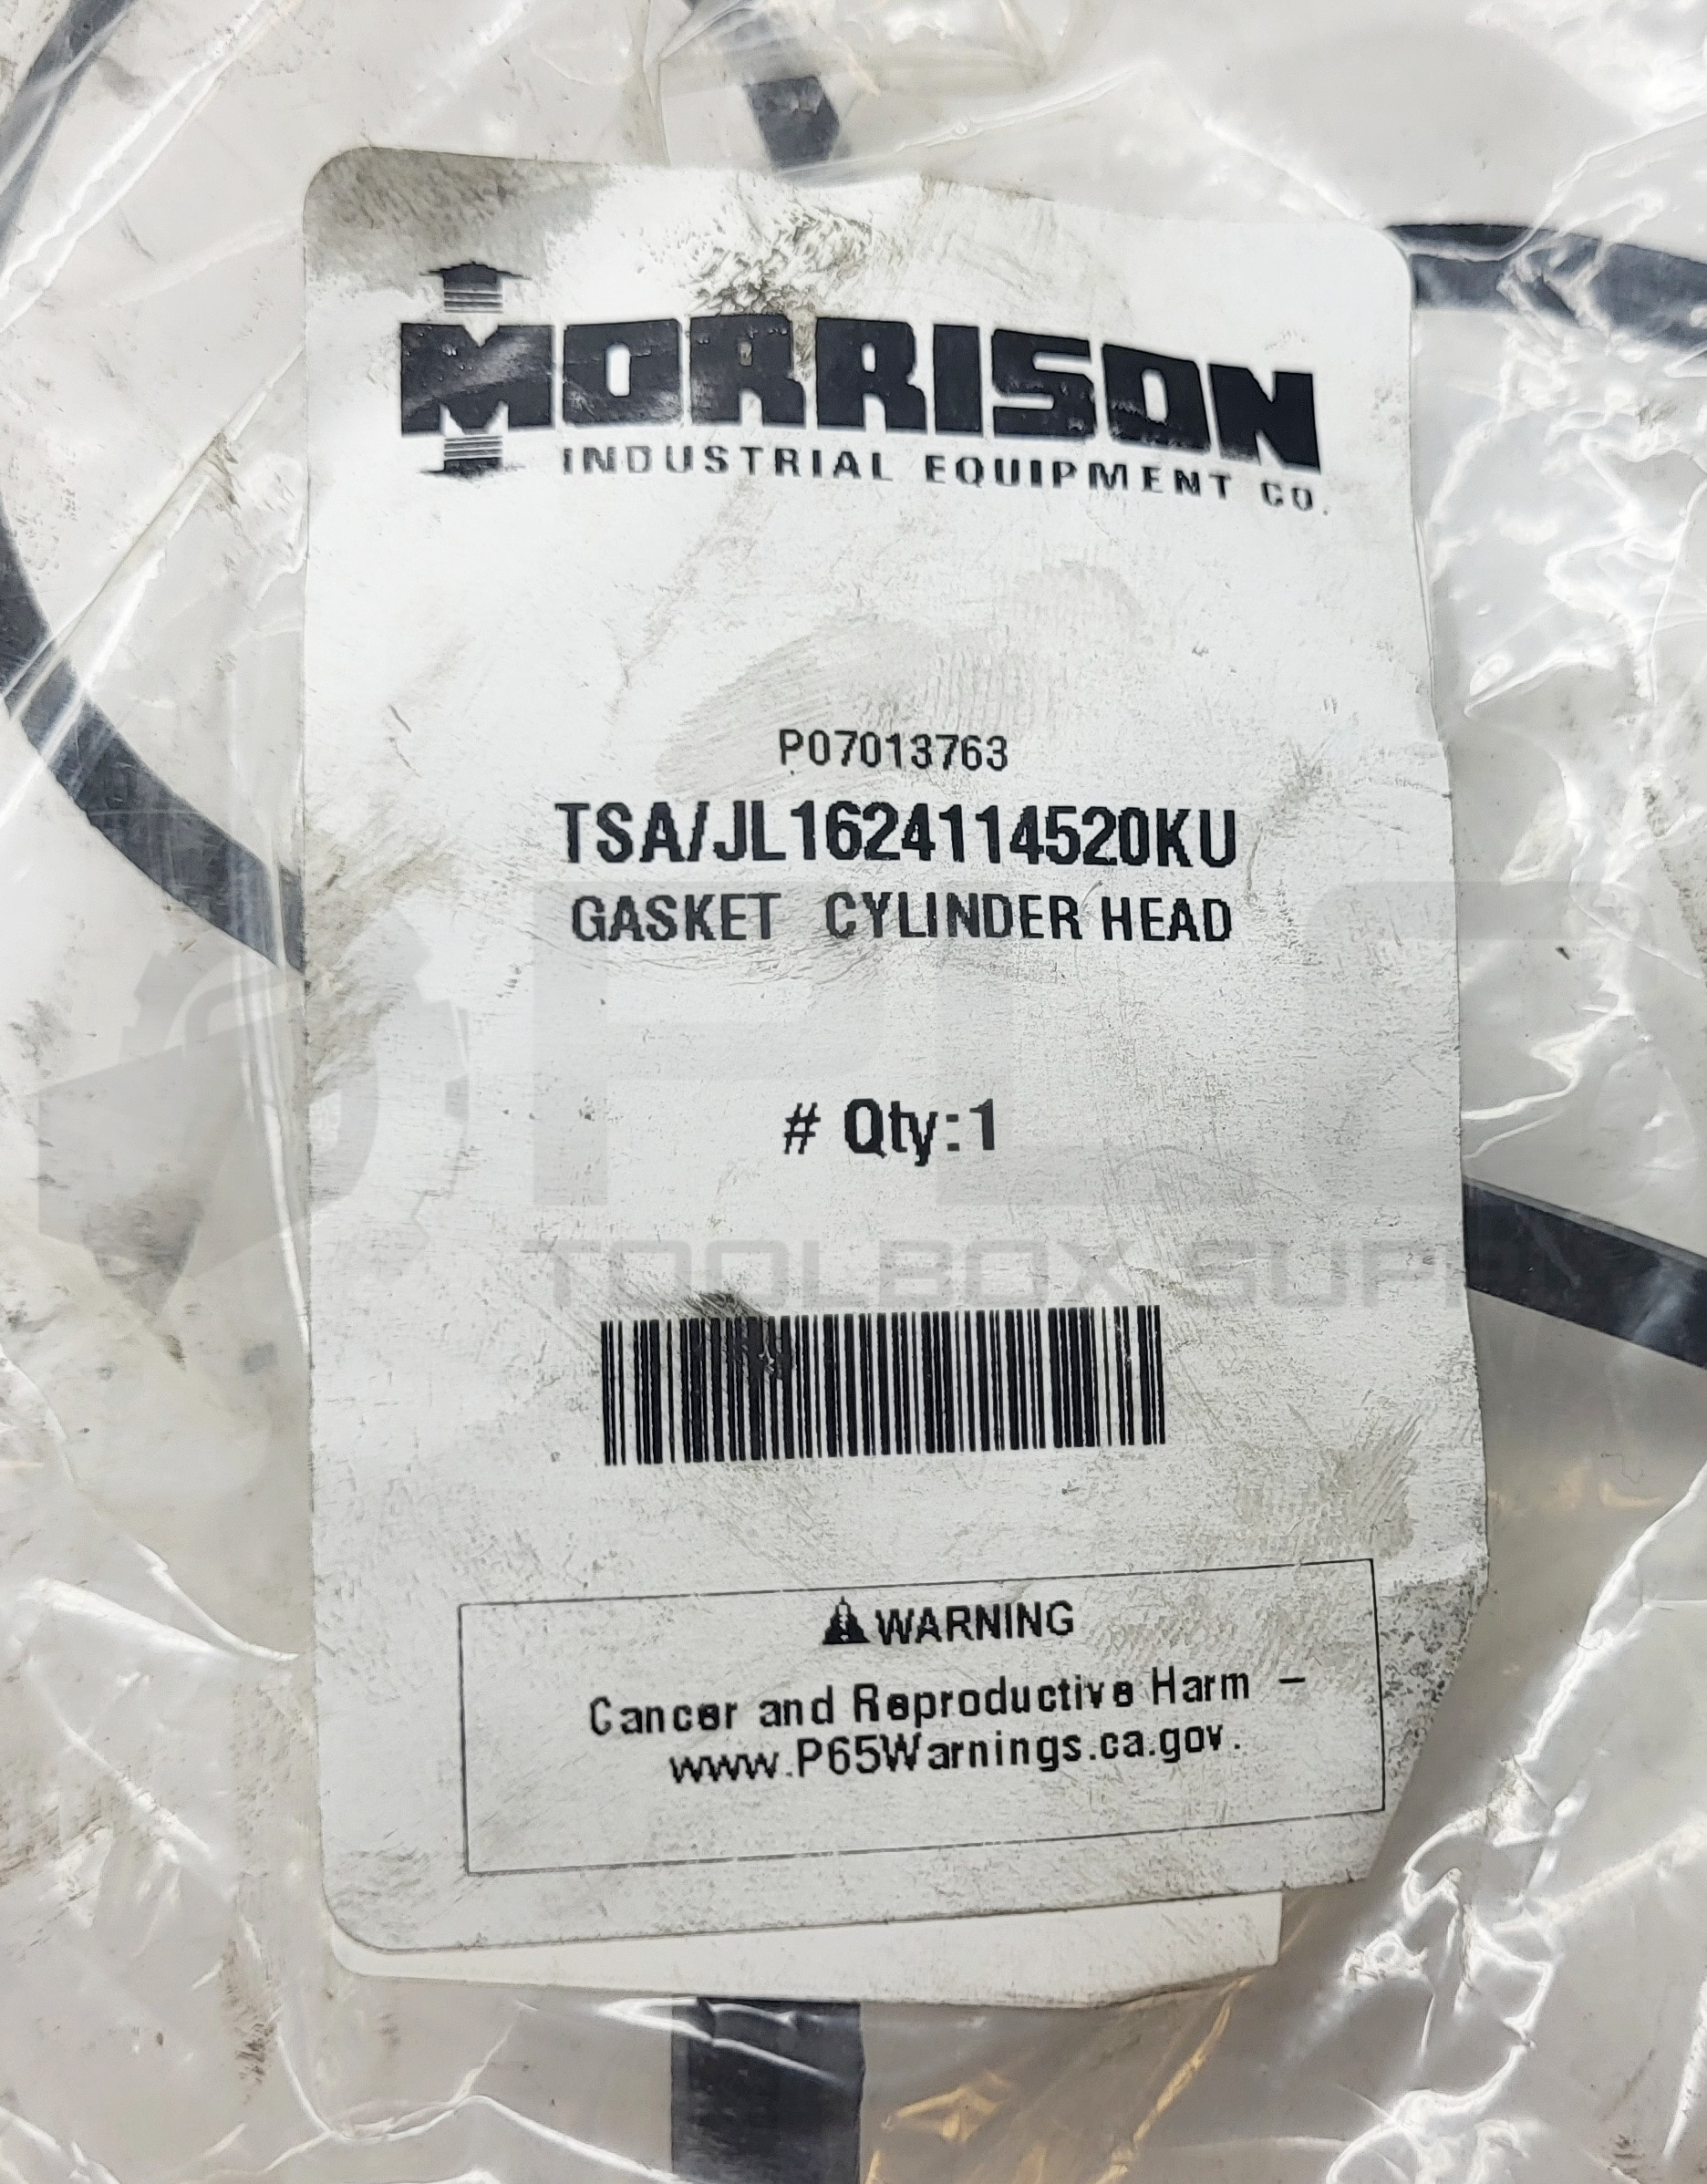 MORRISON
INDUSTRIAL EQUIPMENT CO.
P07013763
TSA/JL1624114520KU
GASKET CYLINDER HEAD
# Qty:1
TOOLBOX
WARNING
Cancer and Reproductive Harm –
www.P65Warnings.ca.gov.